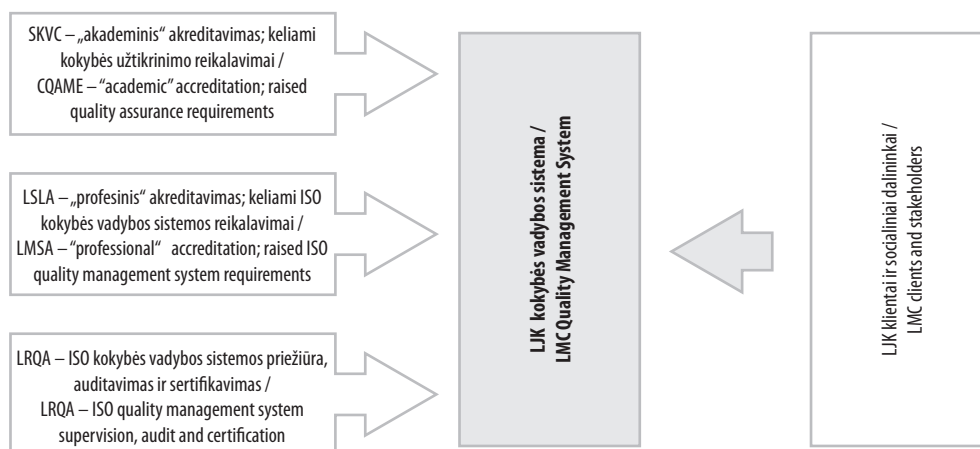 SKVC – „akademinis“ akreditavimas; keliami
kokybės užtikrinimo reikalavimai /
CQAME – “academic” accreditation; raised
quality assurance requirements
LSLA – „profesinis“ akreditavimas; keliami ISO
kokybės vadybos sistemos reikalavimai /
LMSA – “professional“ accreditation; raised ISO
quality management system requirements
LRQA – ISO kokybės vadybos sistemos priežiūra,
auditavimas ir sertifikavimas /
LRQA – ISO quality management system
supervision, audit and certification
LJK kokybės vadybos sistema /
LMC Quality Management System
LJK klientai ir socialiniai dalininkai /
LMC clients and stakeholders